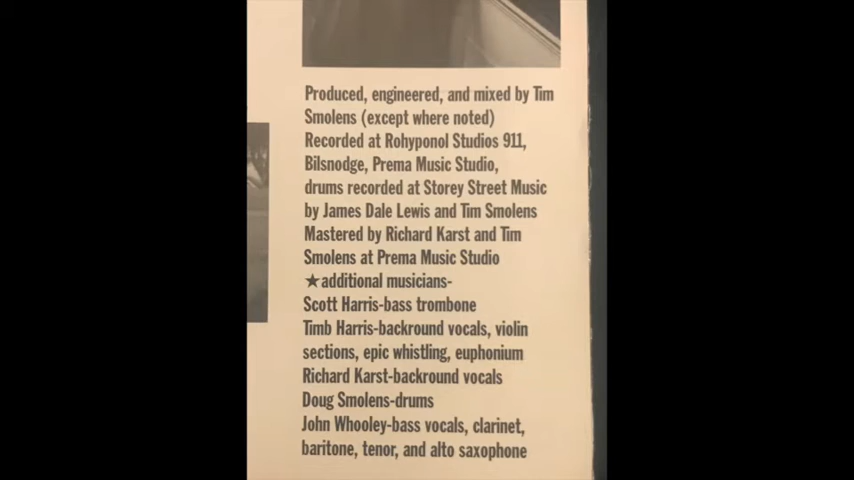 Produced, engineered, and mixed by Tim
Smolens (except where noted)
Recorded at Rohyponol Studios 911,
Bilsnodge, Prema Music Studio,
drums recorded at Storey Street Music
by James Dale Lewis and Tim Smolens
Mastered by Richard Karst and Tim
Smolens at Prema Music Studio
★additional musicians-
Scott Harris-bass trombone
Timb Harris-backround vocals, violin
sections, epic whistling, euphonium
Richard Karst-backround vocals
Doug Smolens-drums
John Whooley-bass vocals, clarinet,
baritone, tenor, and alto saxophone